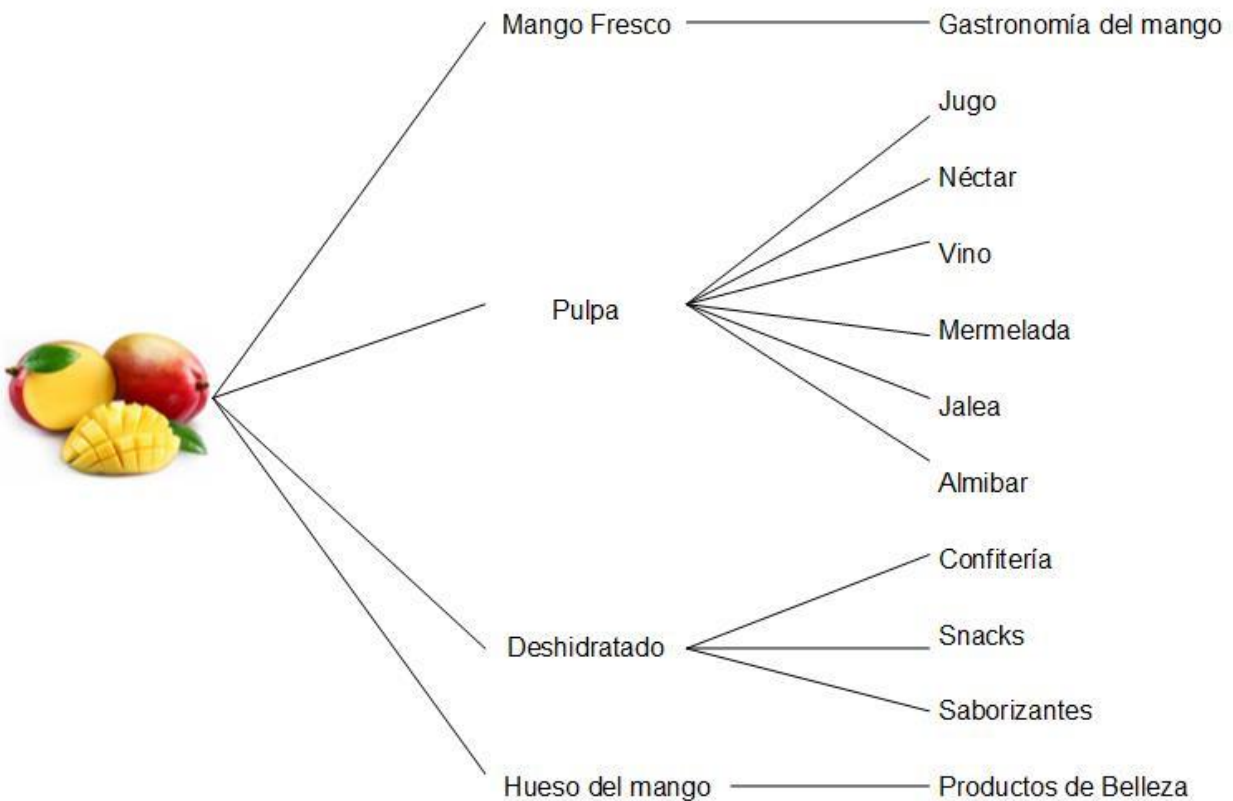 Mango Fresco
Gastronomía del mango
Jugo
Néctar
Vino
Pulpa
Mermelada
Jalea
Almibar
Confitería
Deshidratado
Snacks
Saborizantes
Hueso del mango
Productos de Belleza